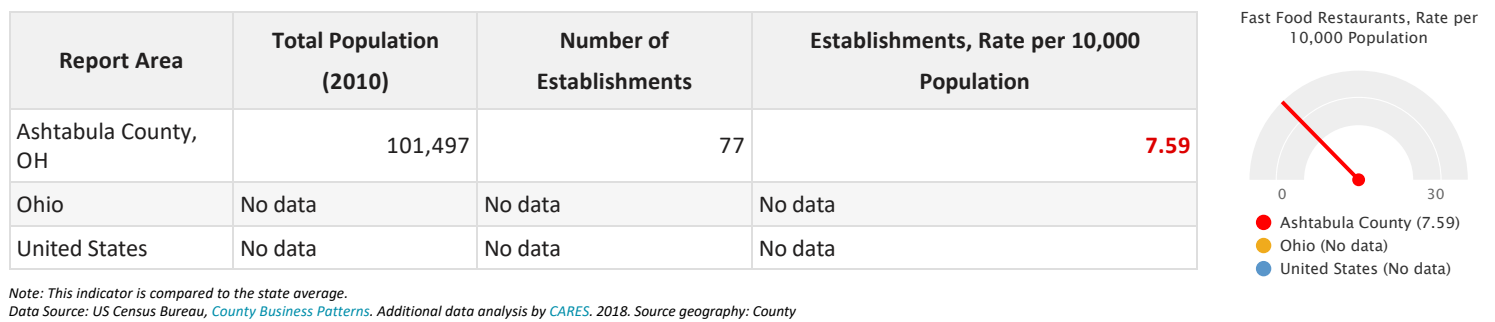 Report Area
Total Population
(2010)
Number of
Establishments
Establishments, Rate per 10,000
Population
Ashtabula County,
OH
101,497
77
7.59
Ohio
No data
No data
No data
United States
No data
No data
No data
Note: This indicator is compared to the state average.
Data Source: US Census Bureau, County Business Patterns. Additional data analysis by CARES. 2018. Source geography: County
Fast Food Restaurants, Rate per
10,000 Population
0
30
Ashtabula County (7.59)
Ohio (No data)
United States (No data)